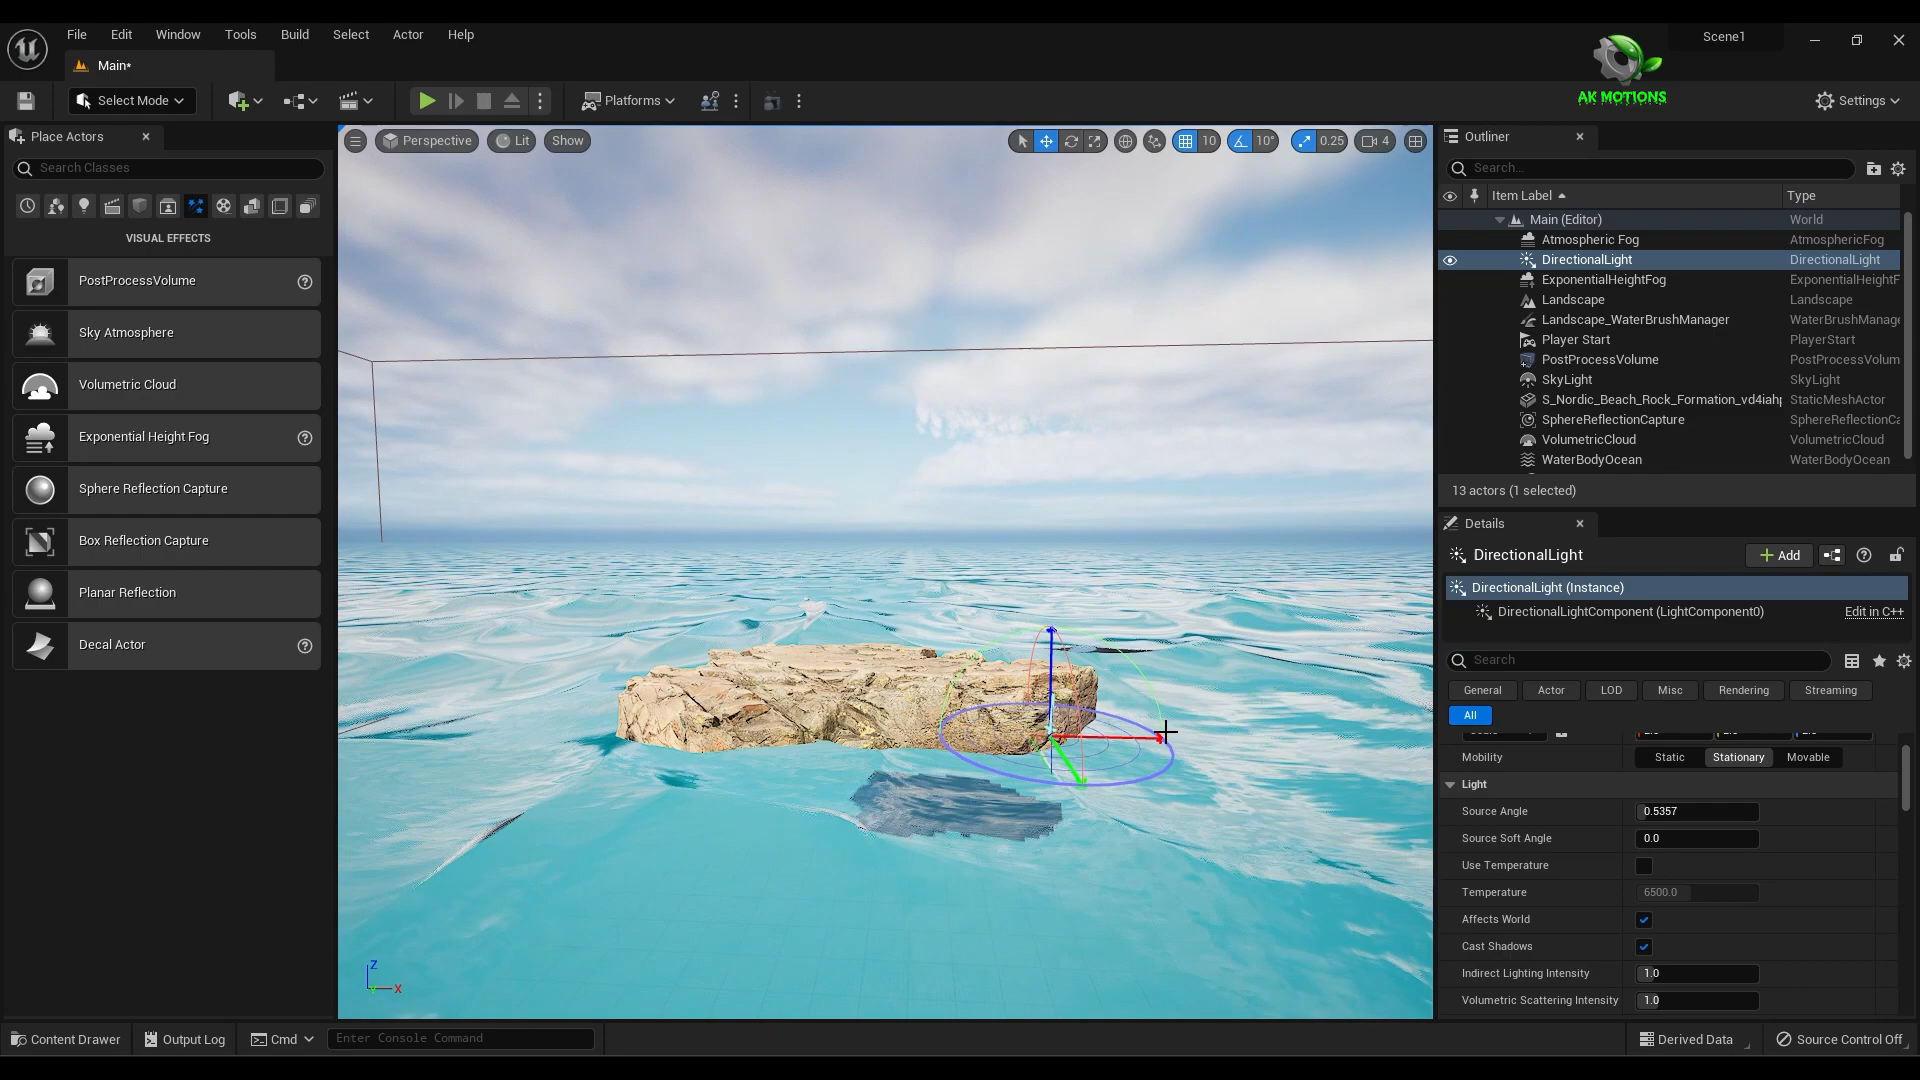 File Edit Window Tools Build Select Actor Help
Scene1
Main*
AK MOTIONS
Select Mode
Platforms
Settings
Place Actors
Search Classes
VISUAL EFFECTS
PostProcessVolume
Sky Atmosphere
Volumetric Cloud
Exponential Height Fog
Sphere Reflection Capture
Box Reflection Capture
Planar Reflection
Decal Actor
Perspective Lit Show
10 10° 0.25 4
Z
Y X
Outliner
Search...
Item Label Type
Main (Editor) World
Atmospheric Fog AtmosphericFog
DirectionalLight DirectionalLight
ExponentialHeightFog ExponentialHeightF
Landscape Landscape
Landscape_WaterBrushManager WaterBrushManage
Player Start PlayerStart
PostProcessVolume PostProcessVolum
SkyLight SkyLight
S_Nordic_Beach_Rock_Formation_vd4iahp StaticMeshActor
SphereReflectionCapture SphereReflectionCa
VolumetricCloud VolumetricCloud
WaterBodyOcean WaterBodyOcean
13 actors (1 selected)
Details
DirectionalLight
Add
DirectionalLight (Instance)
DirectionalLightComponent (LightComponent0) Edit in C++
Search
General Actor LOD Misc Rendering Streaming
All
Mobility Static Stationary Movable
Light
Source Angle 0.5357
Source Soft Angle 0.0
Use Temperature
Temperature 6500.0
Affects World
Cast Shadows
Indirect Lighting Intensity 1.0
Volumetric Scattering Intensity 1.0
Content Drawer Output Log Cmd Enter Console Command Derived Data Source Control Off